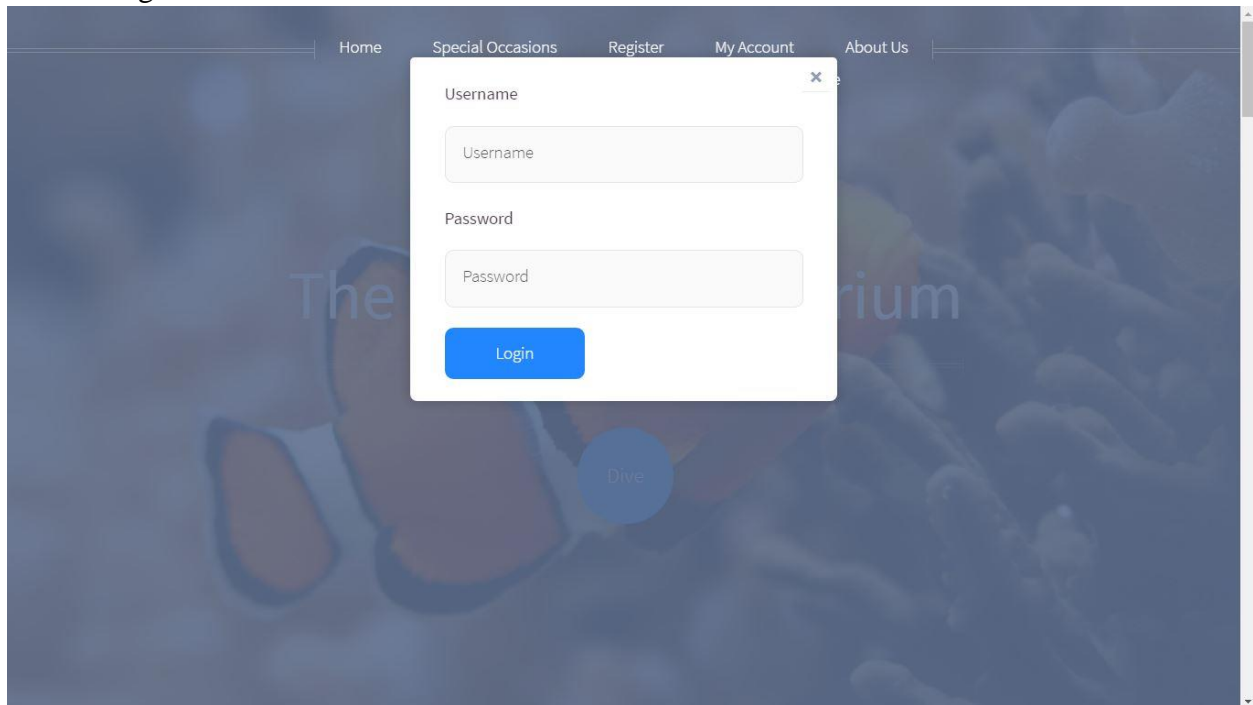 Home Special Occasions Register My Account About Us
Username
Username
Password
Password
The rium
Login
Dive